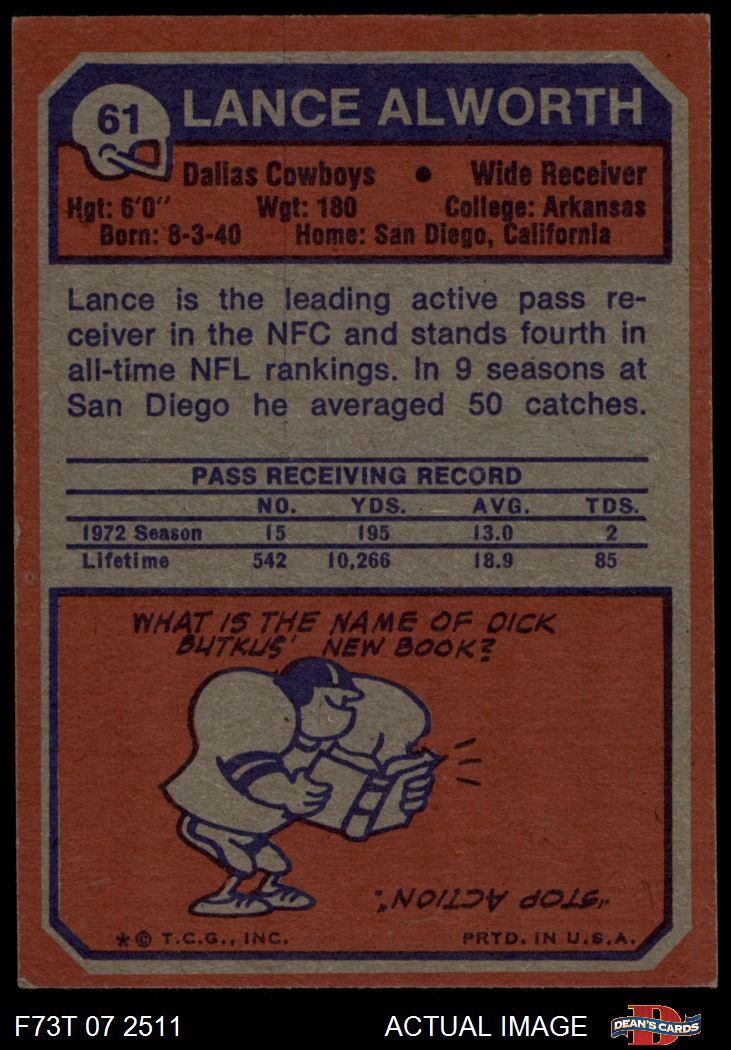 61 LANCE ALWORTH
Dallas Cowboys • Wide Receiver
Hgt: 6'0" Wgt: 180 College: Arkansas
Born: 8-3-40 Home: San Diego, California
Lance is the leading active pass re-
ceiver in the NFC and stands fourth in
all-time NFL rankings. In 9 seasons at
San Diego he averaged 50 catches.
PASS RECEIVING RECORD
NO. YDS. AVG. TDS.
1972 Season 15 195 13.0 2
Lifetime 542 10,266 18.9 85
WHAT IS THE NAME OF DICK
BUTKUS' NEW BOOK?
"STOP ACTION".
*© T.C.G., INC. PRTD. IN U.S.A.
F73T 07 2511 ACTUAL IMAGE D DEAN'S CARDS